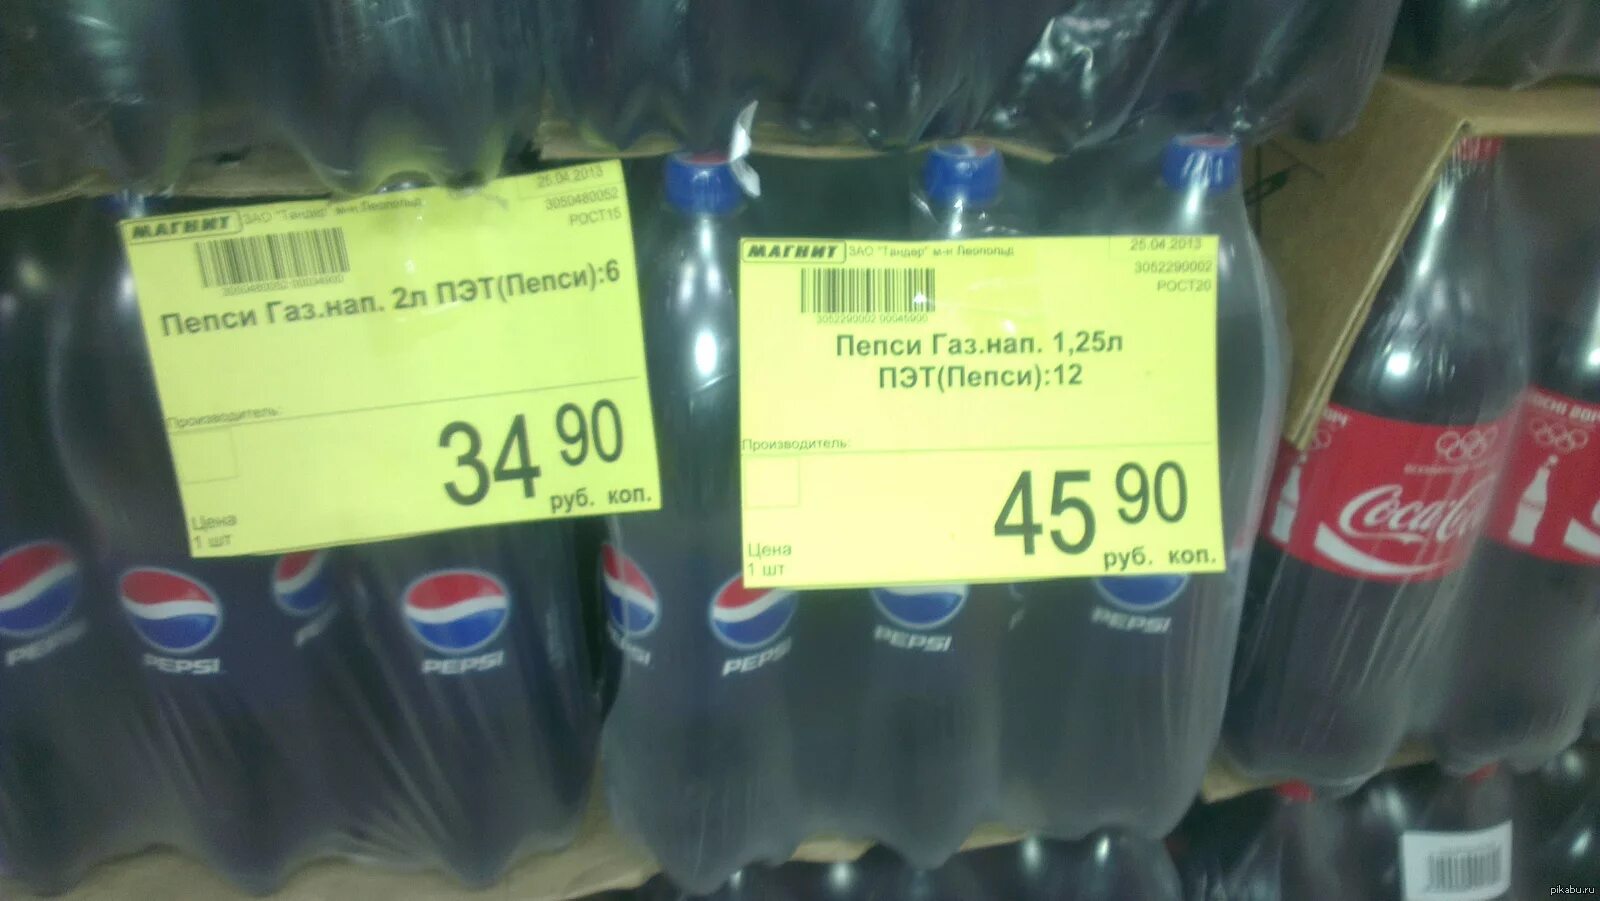 МАГНИТ ЗАО "Тандер" м-н Леопольд
25.04.2013
3050480052
РОСТ15
Пепси Газ.нап. 2л ПЭТ(Пепси):6
Производитель:
34 90
руб. коп.
Цена
1 шт
МАГНИТ ЗАО "Тандер" м-н Леопольд
25.04.2013
3052290002
РОСТ20
3052290002 00045900
Пепси Газ.нап. 1,25л
ПЭТ(Пепси):12
Производитель:
45 90
руб. коп.
Цена
1 шт
PEPSI
PEPSI
PEPSI
PEPSI
PEPSI
PEPSI
Coca-Cola
pikabu.ru